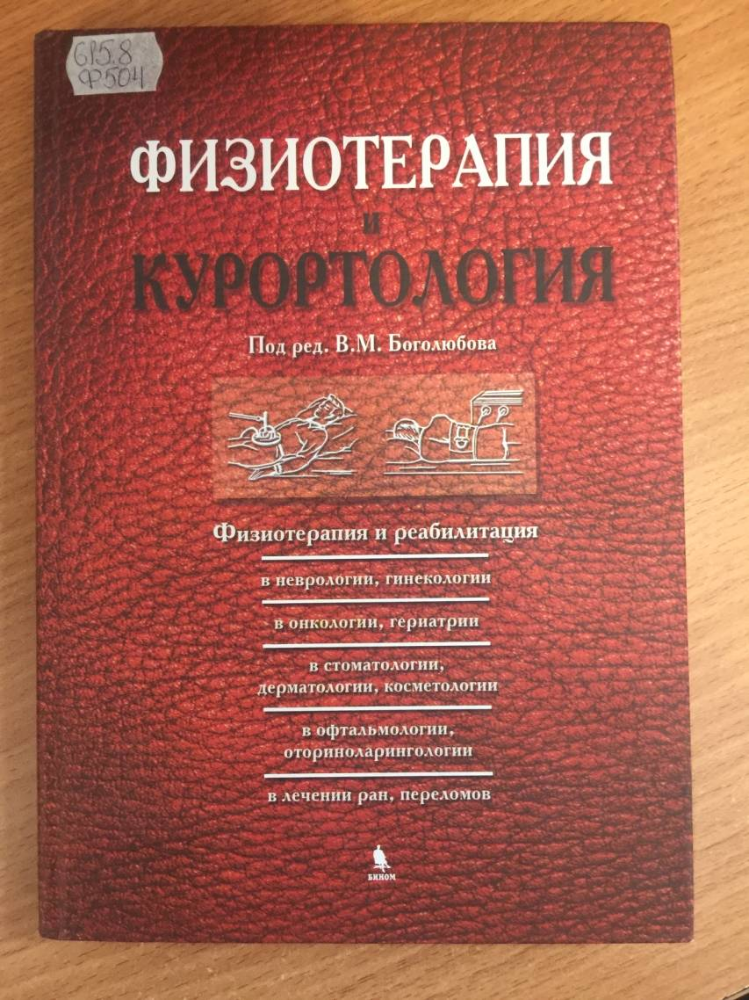 615.8
Ф504
ФИЗИОТЕРАПИЯ
и
КУРОРТОЛОГИЯ
Под ред. В.М. Боголюбова
Физиотерапия и реабилитация
в неврологии, гинекологии
в онкологии, гериатрии
в стоматологии,
дерматологии, косметологии
в офтальмологии,
оториноларингологии
в лечении ран, переломов
БИНОМ